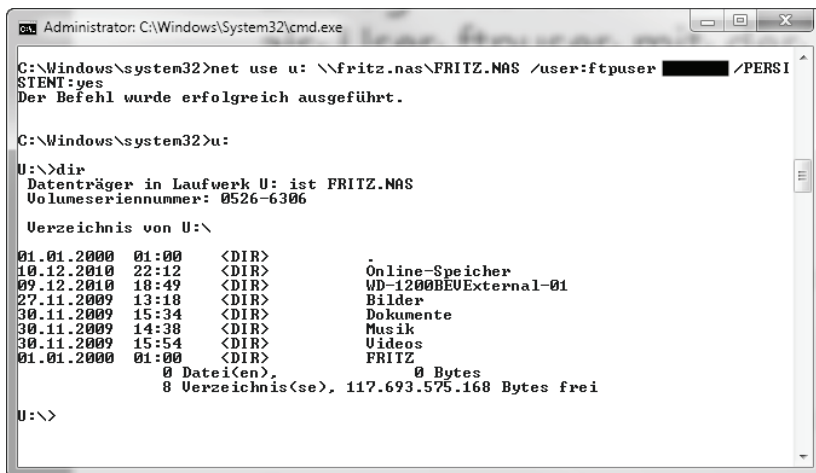 Administrator: C:\Windows\System32\cmd.exe
C:\Windows\system32>net use u: \\fritz.nas\FRITZ.NAS /user:ftpuser /PERSI
STENT:yes
Der Befehl wurde erfolgreich ausgeführt.
C:\Windows\system32>u:
U:\>dir
Datenträger in Laufwerk U: ist FRITZ.NAS
Volumeseriennummer: 0526-6306
Verzeichnis von U:\
01.01.2000 01:00 <DIR> .
10.12.2010 22:12 <DIR> Online-Speicher
09.12.2010 18:49 <DIR> WD-1200BEVExternal-01
27.11.2009 13:18 <DIR> Bilder
30.11.2009 15:34 <DIR> Dokumente
30.11.2009 14:38 <DIR> Musik
30.11.2009 15:54 <DIR> Videos
01.01.2000 01:00 <DIR> FRITZ
0 Datei(en), 0 Bytes
8 Verzeichnis(se), 117.693.575.168 Bytes frei
U:\>